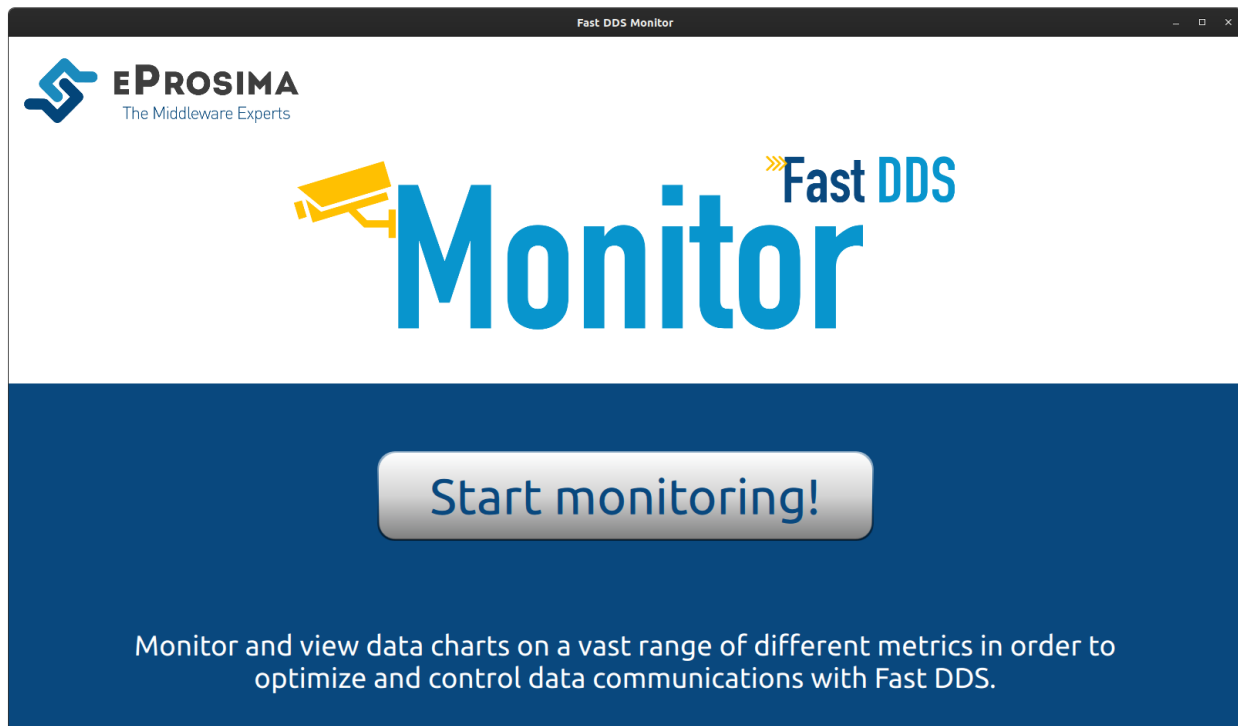 Fast DDS Monitor
EPROSIMA
The Middleware Experts
Fast DDS
Monitor
Start monitoring!
Monitor and view data charts on a vast range of different metrics in order to
optimize and control data communications with Fast DDS.